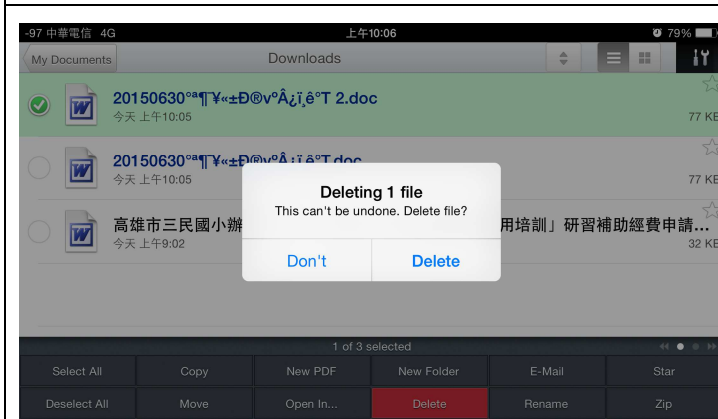 -97 中華電信 4G 上午10:06 79%
My Documents Downloads
20150630°ª¶¯¥«±Ð®vºÂ¿ï¸ê°T 2.doc
今天 上午10:05 77 KB
20150630°ª¶¯¥«±Ð®vºÂ¿ï¸ê°T.doc
今天 上午10:05 77 KB
高雄市三民國小辦 用培訓」研習補助經費申請...
今天 上午9:02 32 KB
Deleting 1 file
This can't be undone. Delete file?
Don't Delete
1 of 3 selected
Select All Copy New PDF New Folder E-Mail Star
Deselect All Move Open In... Delete Rename Zip